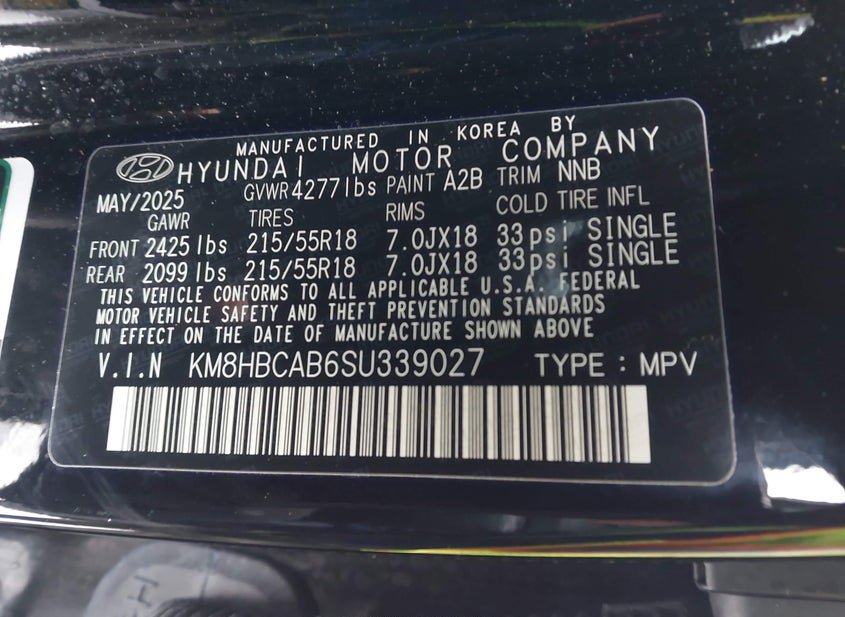 MANUFACTURED IN KOREA BY
HYUNDAI MOTOR COMPANY
MAY/2025 GVWR 4277lbs PAINT A2B TRIM NNB
GAWR TIRES RIMS COLD TIRE INFL
FRONT 2425 lbs 215/55R18 7.0JX18 33psi SINGLE
REAR 2099 lbs 215/55R18 7.0JX18 33psi SINGLE
THIS VEHICLE CONFORMS TO ALL APPLICABLE U.S.A. FEDERAL
MOTOR VEHICLE SAFETY AND THEFT PREVENTION STANDARDS
IN EFFECT ON THE DATE OF MANUFACTURE SHOWN ABOVE
V.I.N KM8HBCAB6SU339027 TYPE : MPV